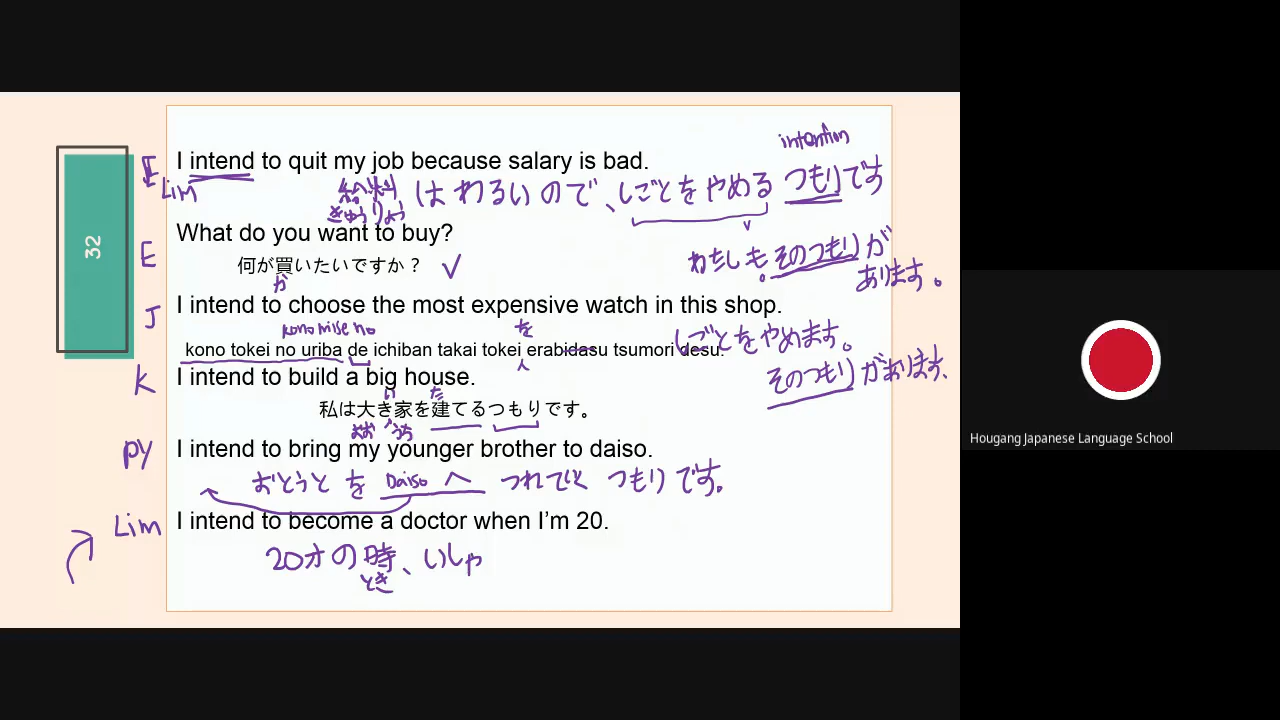 intention
E I intend to quit my job because salary is bad.
Lim
給料はわるいので、しごとをやめるつもりです
きゅうりょう
What do you want to buy?
32
E 何が買いたいですか？ ✓
か
わたしも。そのつもりが
あります。
J I intend to choose the most expensive watch in this shop.
kono mise no を
kono tokei no uriba de ichiban takai tokei erabidasu tsumori desu.
しごとをやめます。
そのつもりがあります、
K I intend to build a big house.
い た
私は大き家を建てるつもりです。
おお うち
PY I intend to bring my younger brother to daiso.
おとうとを Daiso へ つれてく つもりです。
Lim I intend to become a doctor when I’m 20.
20才の時、いしゃ
とき
Hougang Japanese Language School